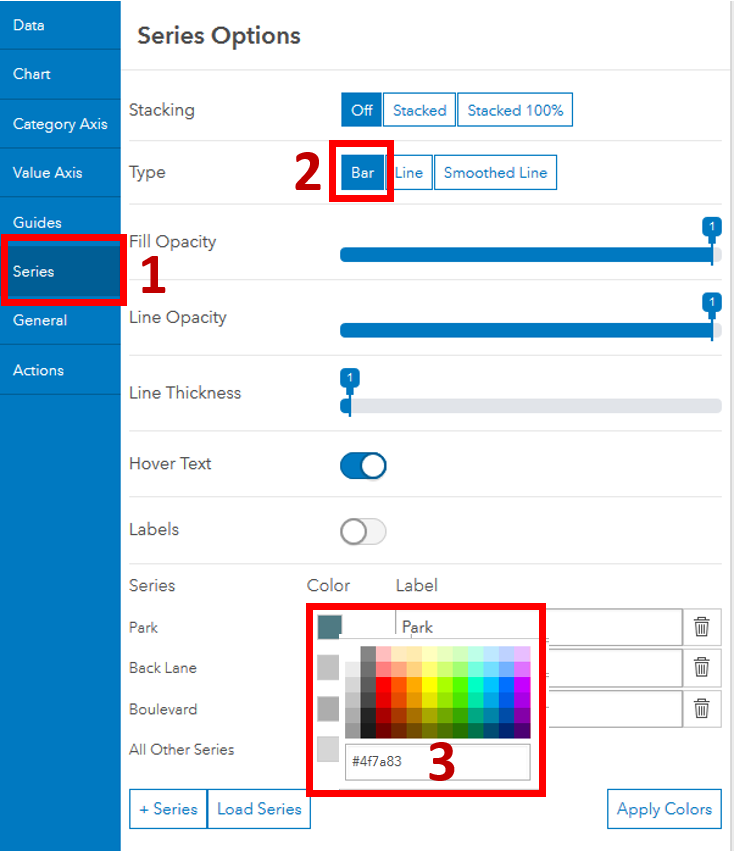 Data
Chart
Category Axis
Value Axis
Guides
Series
General
Actions
1
Series Options
Stacking
Off
Stacked
Stacked 100%
Type
2
Bar
Line
Smoothed Line
Fill Opacity
1
Line Opacity
1
Line Thickness
1
Hover Text
Labels
Series Color Label
Park
Park
Back Lane
Boulevard
All Other Series
#4f7a83
3
+ Series
Load Series
Apply Colors